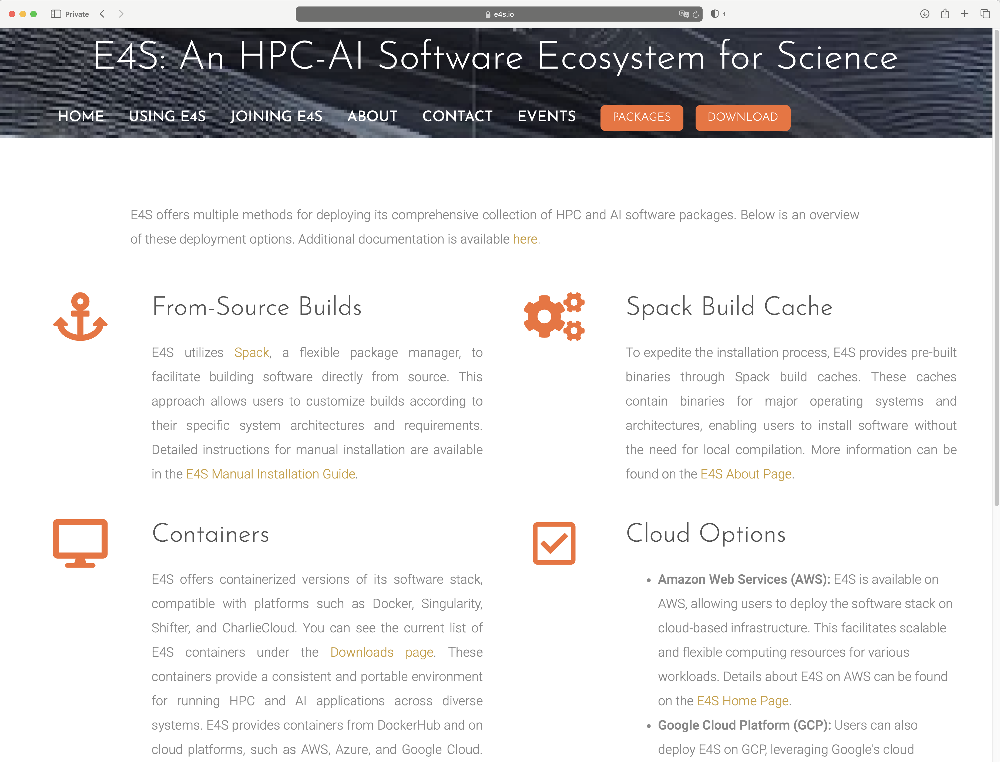 Private
e4s.io
1
E4S: An HPC-AI Software Ecosystem for Science
HOME USING E4S JOINING E4S ABOUT CONTACT EVENTS PACKAGES DOWNLOAD
E4S offers multiple methods for deploying its comprehensive collection of HPC and AI software packages. Below is an overview
of these deployment options. Additional documentation is available here.
From-Source Builds
E4S utilizes Spack, a flexible package manager, to
facilitate building software directly from source. This
approach allows users to customize builds according to
their specific system architectures and requirements.
Detailed instructions for manual installation are available
in the E4S Manual Installation Guide.
Spack Build Cache
To expedite the installation process, E4S provides pre-built
binaries through Spack build caches. These caches
contain binaries for major operating systems and
architectures, enabling users to install software without
the need for local compilation. More information can be
found on the E4S About Page.
Containers
E4S offers containerized versions of its software stack,
compatible with platforms such as Docker, Singularity,
Shifter, and CharlieCloud. You can see the current list of
E4S containers under the Downloads page. These
containers provide a consistent and portable environment
for running HPC and AI applications across diverse
systems. E4S provides containers from DockerHub and on
cloud platforms, such as AWS, Azure, and Google Cloud.
Cloud Options
• Amazon Web Services (AWS): E4S is available on
AWS, allowing users to deploy the software stack on
cloud-based infrastructure. This facilitates scalable
and flexible computing resources for various
workloads. Details about E4S on AWS can be found
on the E4S Home Page.
• Google Cloud Platform (GCP): Users can also
deploy E4S on GCP, leveraging Google's cloud